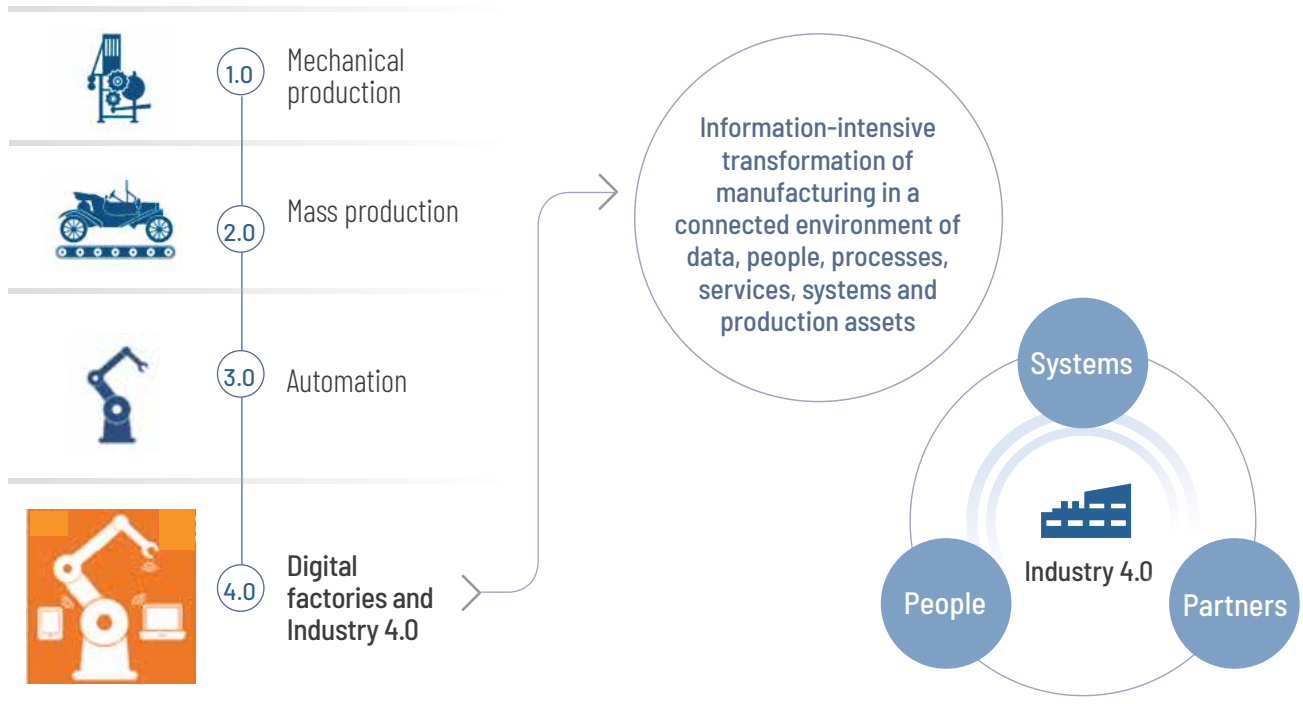 1.0
Mechanical
production
2.0
Mass production
3.0
Automation
4.0
Digital
factories and
Industry 4.0
Information-intensive
transformation of
manufacturing in a
connected environment of
data, people, processes,
services, systems and
production assets
Systems
Industry 4.0
People
Partners